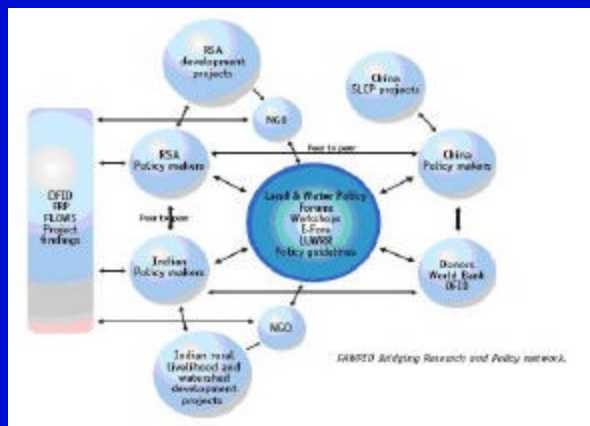 RSA
development
projects
China
SLCP projects
NGO
Peer to peer
RSA
Policy makers
China
Policy makers
DFID
FRP
FLOWS
Project
findings
Land & Water Policy
Forums
Workshops
E-Fora
LUWRR
Policy guidelines
Peer to peer
Indian
Policy makers
Donors
World Bank
DFID
NGO
Indian rural
livelihood and
watershed
development
projects
Bridging Research and Policy network.